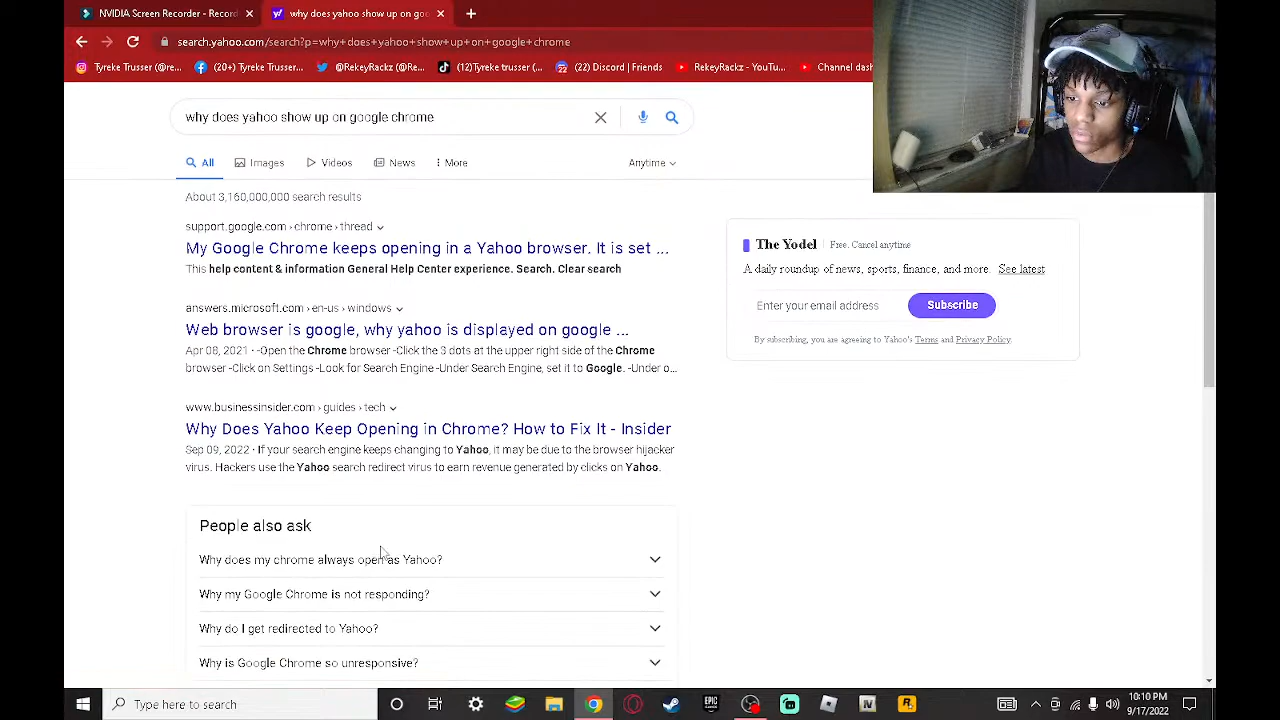 NVIDIA Screen Recorder - Record
why does yahoo show up on goo
search.yahoo.com/search?p=why+does+yahoo+show+up+on+google+chrome
Tyreke Trusser (@re...
(20+) Tyreke Trusser...
@RekeyRackz (@Re...
(12)Tyreke trusser (...
(22) Discord | Friends
RekeyRackz - YouTu...
Channel dash
why does yahoo show up on google chrome
All
Images
Videos
News
More
Anytime
About 3,160,000,000 search results
support.google.com › chrome › thread
My Google Chrome keeps opening in a Yahoo browser. It is set ...
This help content & information General Help Center experience. Search. Clear search
answers.microsoft.com › en-us › windows
Web browser is google, why yahoo is displayed on google ...
Apr 08, 2021 · -Open the Chrome browser -Click the 3 dots at the upper right side of the Chrome
browser -Click on Settings -Look for Search Engine -Under Search Engine, set it to Google. -Under o...
www.businessinsider.com › guides › tech
Why Does Yahoo Keep Opening in Chrome? How to Fix It - Insider
Sep 09, 2022 · If your search engine keeps changing to Yahoo, it may be due to the browser hijacker
virus. Hackers use the Yahoo search redirect virus to earn revenue generated by clicks on Yahoo.
People also ask
Why does my chrome always open as Yahoo?
Why my Google Chrome is not responding?
Why do I get redirected to Yahoo?
Why is Google Chrome so unresponsive?
The Yodel
Free. Cancel anytime
A daily roundup of news, sports, finance, and more. See latest
Enter your email address
Subscribe
By subscribing, you are agreeing to Yahoo's Terms and Privacy Policy.
Type here to search
EPIC
IV
10:10 PM
9/17/2022